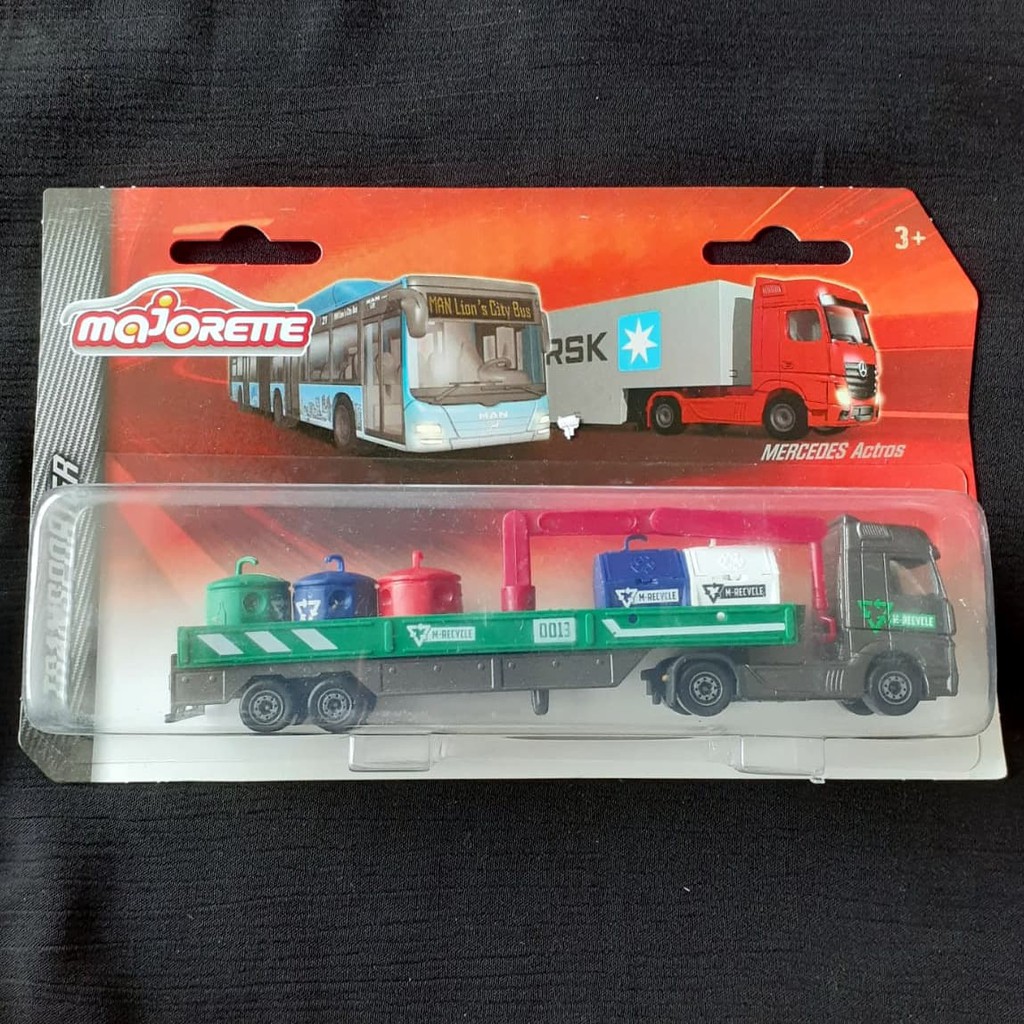 3+
MAJORETTE
MAN Lion's City Bus
MAN
RSK
MERCEDES Actros
M-RECYCLE
M-RECYCLE
M-RECYCLE
0013
M-RECYCLE